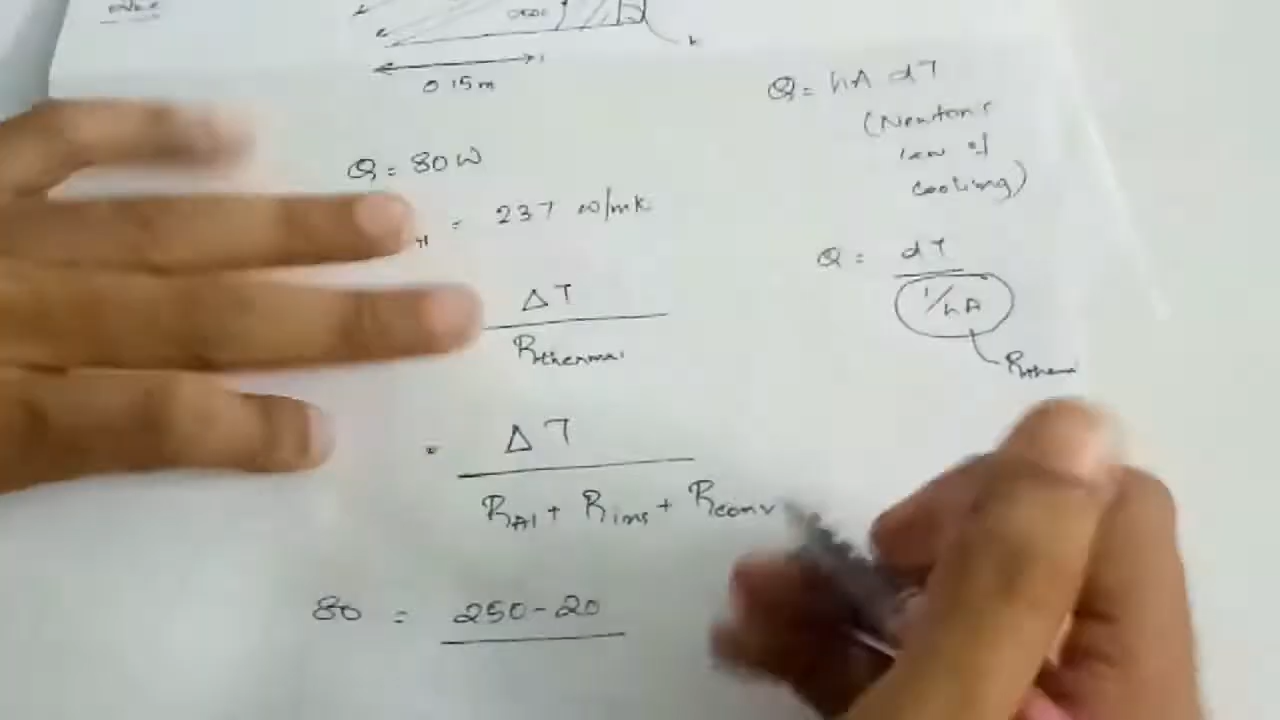 0.15m
Q = hA dT
(Newton's
law of
cooling)
Q = 80W
= 237 w/mk
Q = dT
1/hA
Rtherm
ΔT
Rthermal
= ΔT
RAl + Rins + Rconv
80 = 250-20